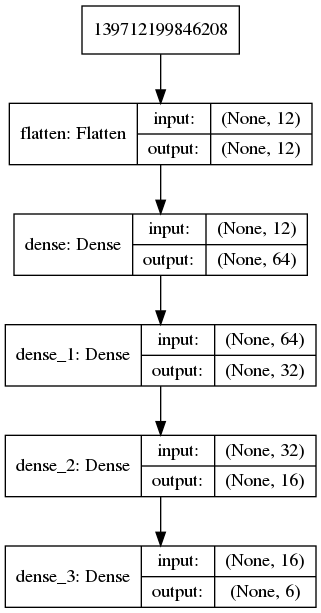 139712199846208
flatten: Flatten
input: (None, 12)
output: (None, 12)
dense: Dense
input: (None, 12)
output: (None, 64)
dense_1: Dense
input: (None, 64)
output: (None, 32)
dense_2: Dense
input: (None, 32)
output: (None, 16)
dense_3: Dense
input: (None, 16)
output: (None, 6)